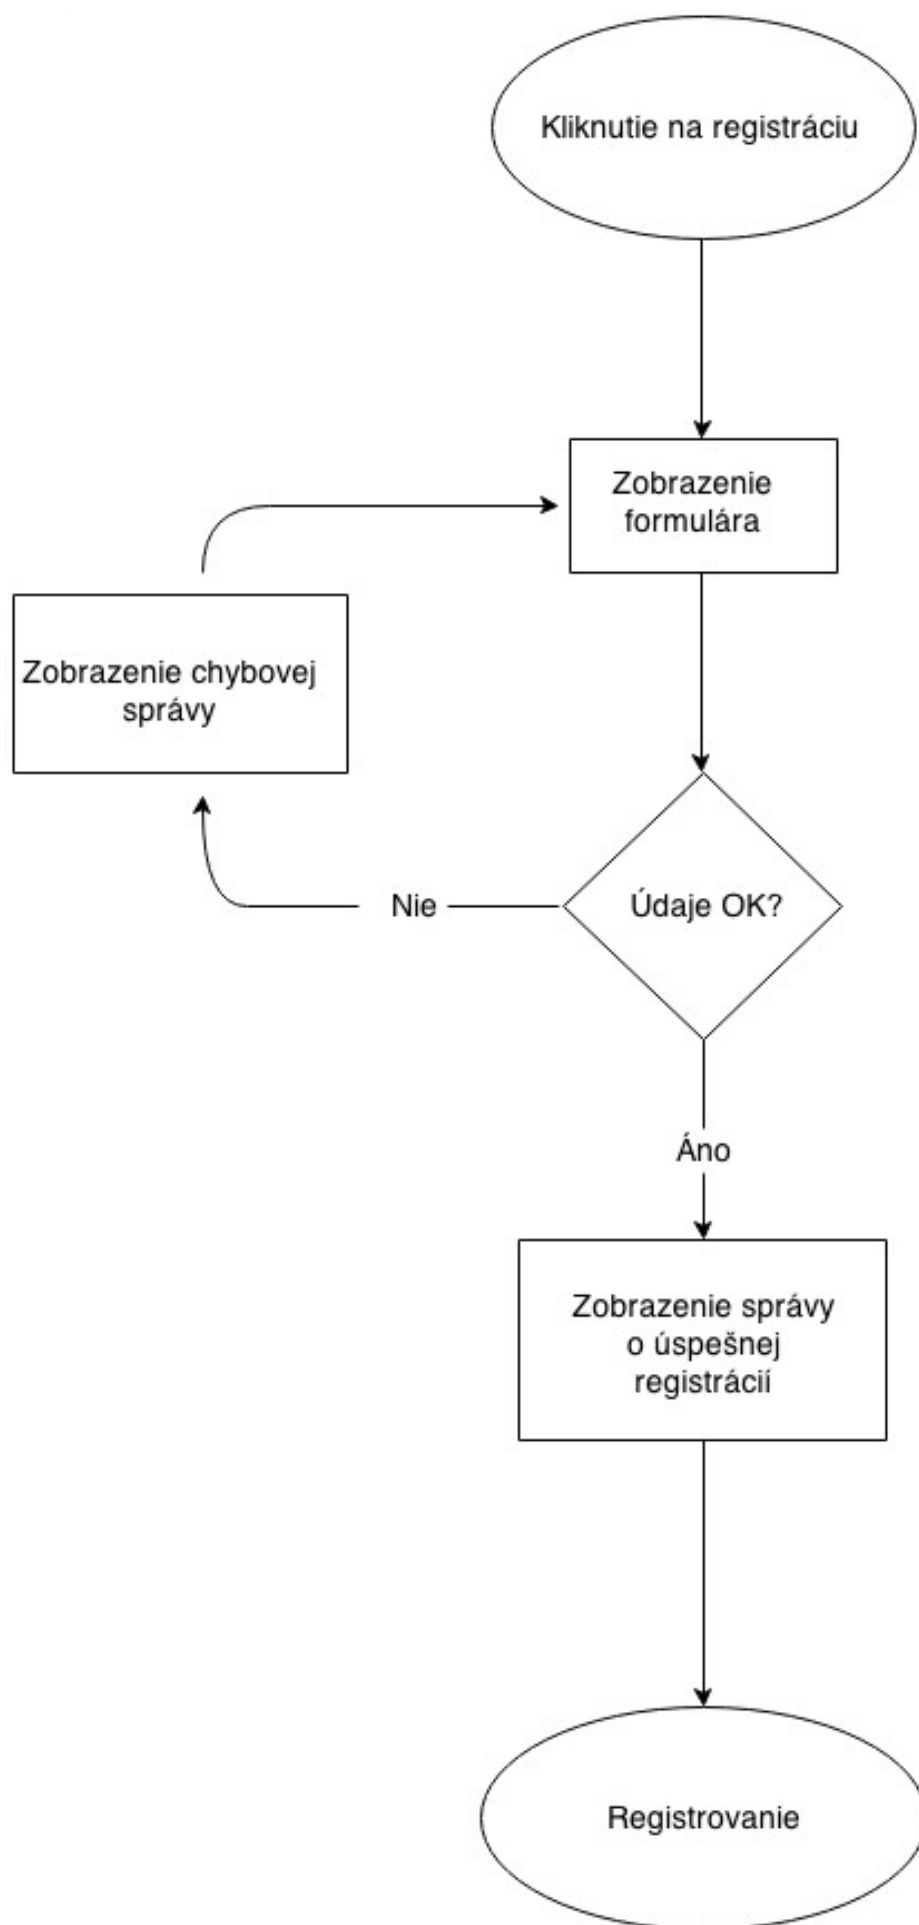 Kliknutie na registráciu
Zobrazenie
formulára
Zobrazenie chybovej
správy
Nie
Údaje OK?
Áno
Zobrazenie správy
o úspešnej
registrácií
Registrovanie